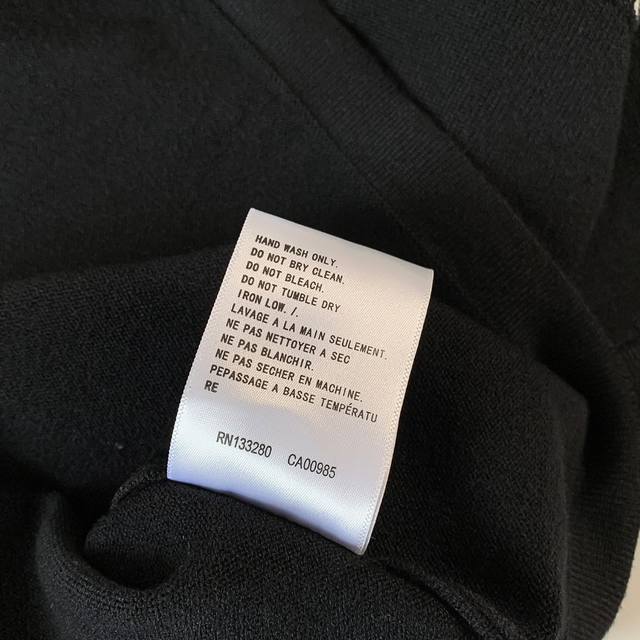 HAND WASH ONLY.
DO NOT BRY CLEAN.
DO NOT BLEACH.
DO NOT TUMBLE DRY
IRON LOW. /.
LAVAGE A LA MAIN SEULEMENT.
NE PAS NETTOYER A SEC
NE PAS BLANCHIR.
NE PAS SECHER EN MACHINE.
PEPASSAGE A BASSE TEMPÉRATU
RE
RN133280 CA00985